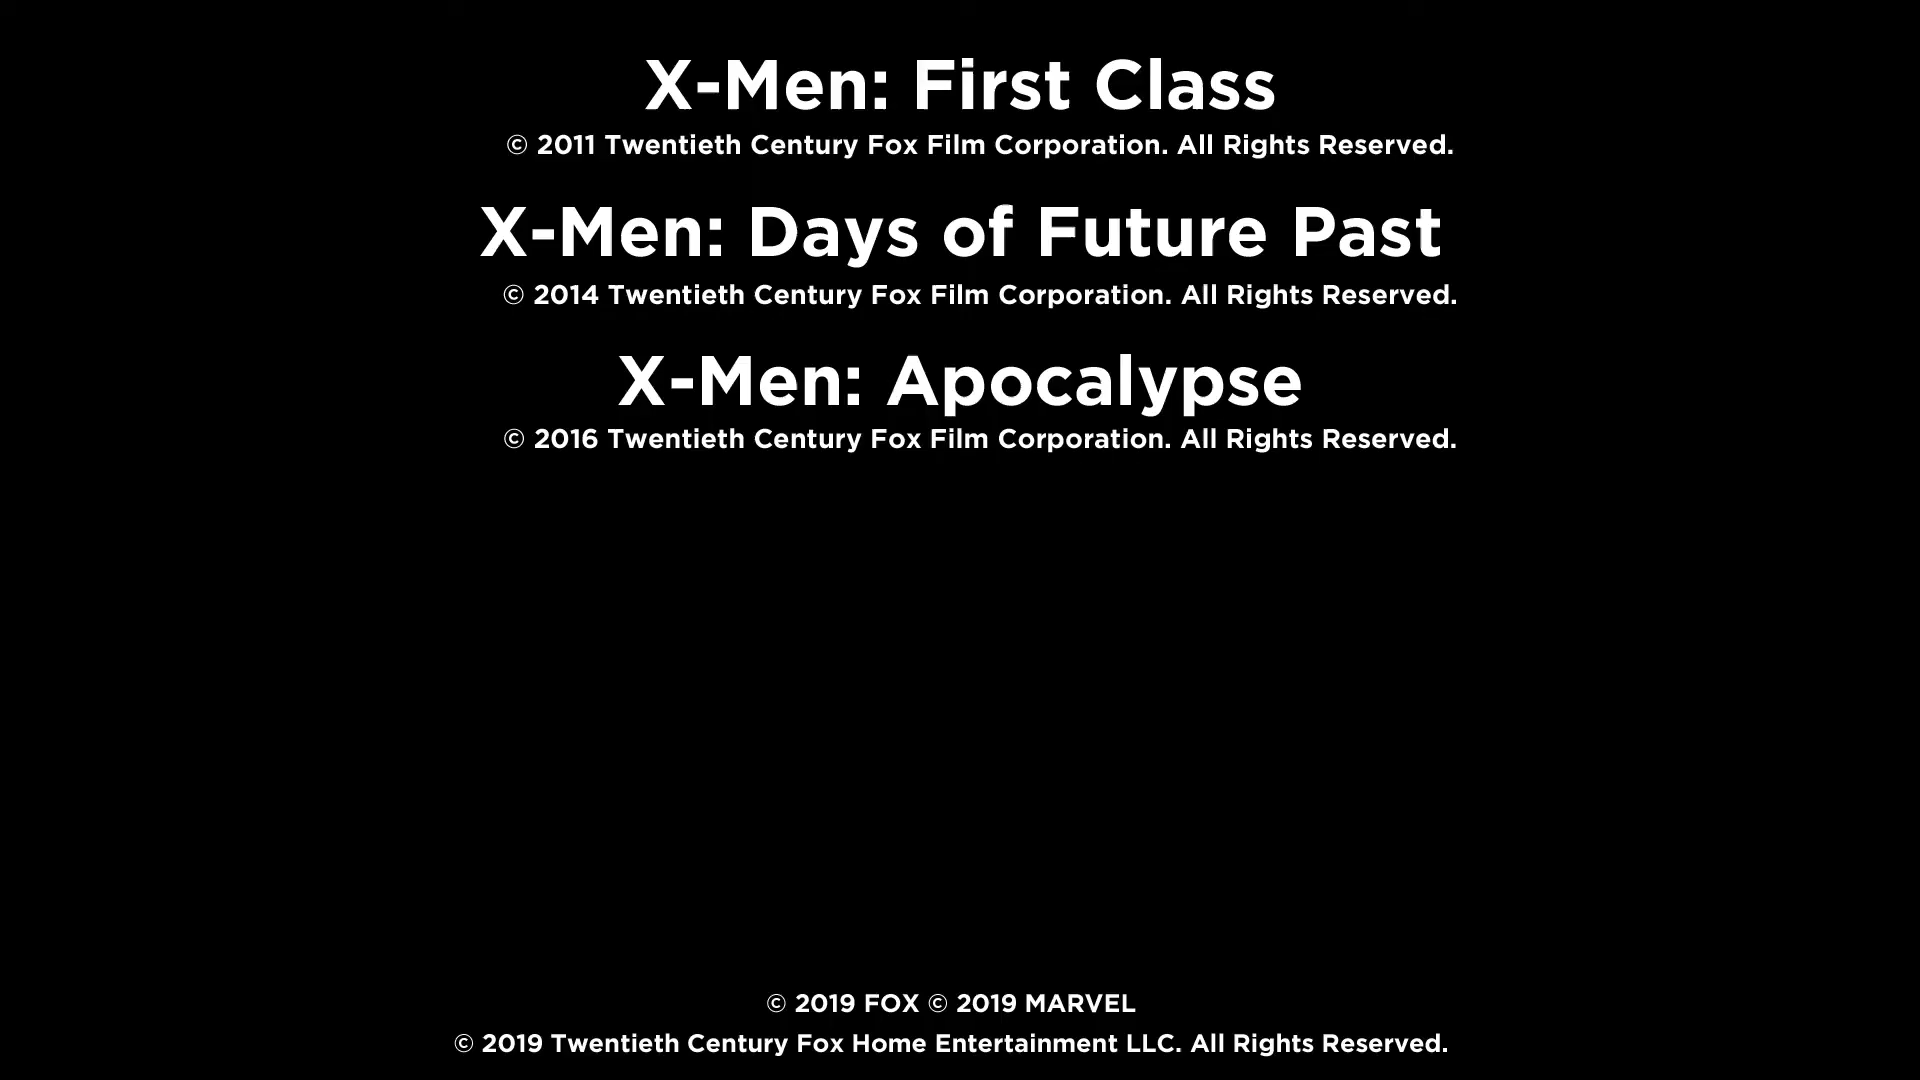 X-Men: First Class
© 2011 Twentieth Century Fox Film Corporation. All Rights Reserved.
X-Men: Days of Future Past
© 2014 Twentieth Century Fox Film Corporation. All Rights Reserved.
X-Men: Apocalypse
© 2016 Twentieth Century Fox Film Corporation. All Rights Reserved.
© 2019 FOX © 2019 MARVEL
© 2019 Twentieth Century Fox Home Entertainment LLC. All Rights Reserved.